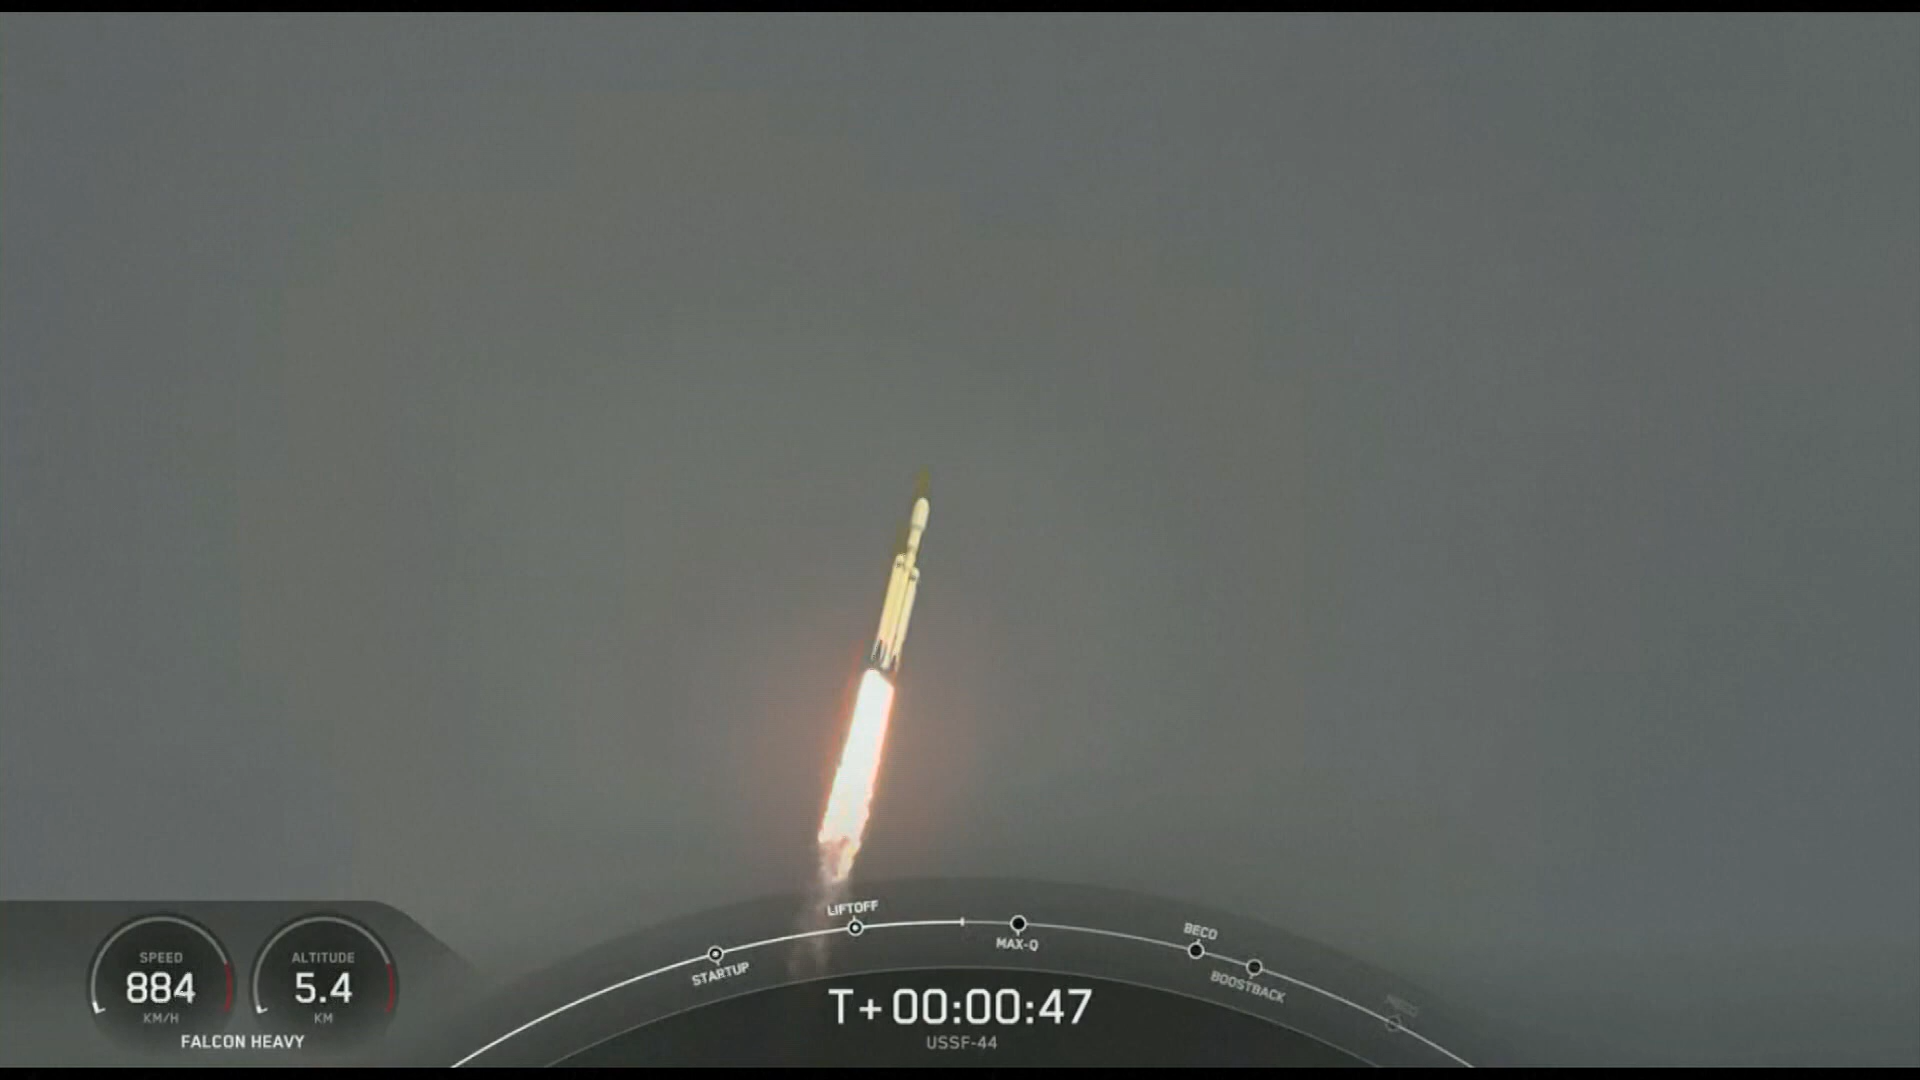 LIFTOFF
STARTUP
MAX-Q
BECO
BOOSTBACK
SPEED
884
KM/H
ALTITUDE
5.4
KM
FALCON HEAVY
T+00:00:47
USSF-44